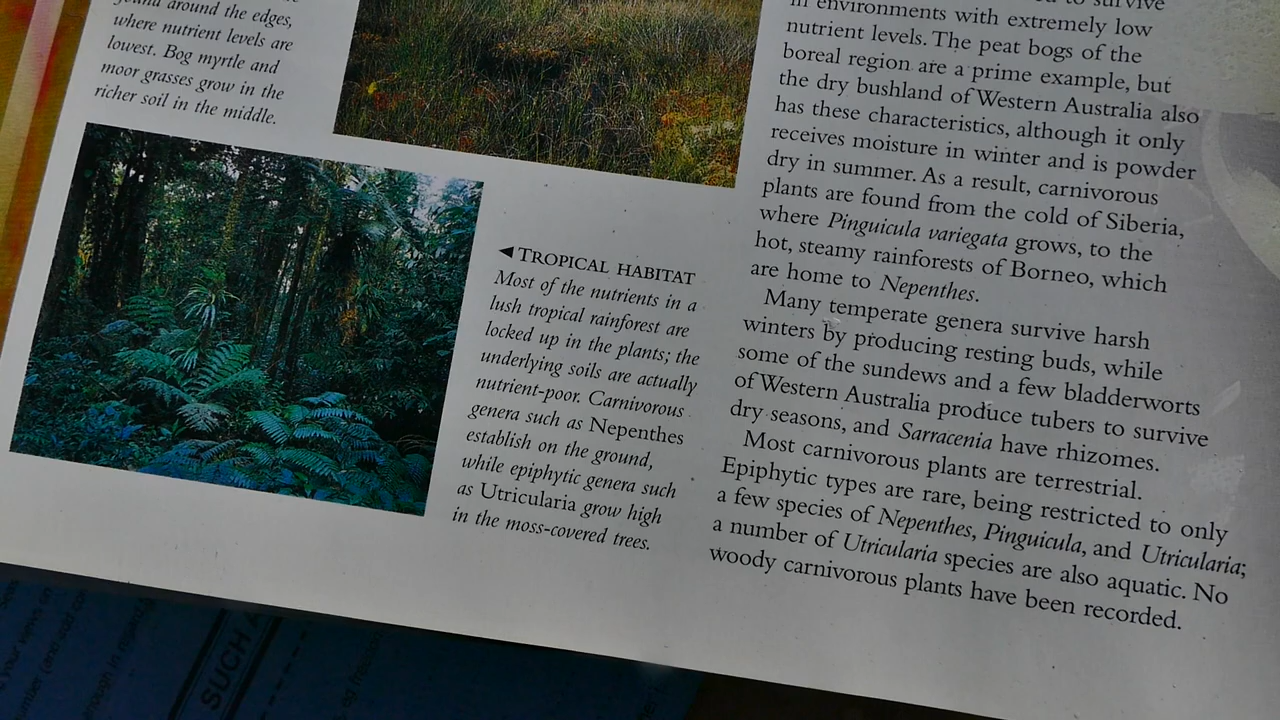 found around the edges,
where nutrient levels are
lowest. Bog myrtle and
moor grasses grow in the
richer soil in the middle.
◄TROPICAL HABITAT
Most of the nutrients in a
lush tropical rainforest are
locked up in the plants; the
underlying soils are actually
nutrient-poor. Carnivorous
genera such as Nepenthes
establish on the ground,
while epiphytic genera such
as Utricularia grow high
in the moss-covered trees.
to survive
in environments with extremely low
nutrient levels. The peat bogs of the
boreal region are a prime example, but
the dry bushland of Western Australia also
has these characteristics, although it only
receives moisture in winter and is powder
dry in summer. As a result, carnivorous
plants are found from the cold of Siberia,
where Pinguicula variegata grows, to the
hot, steamy rainforests of Borneo, which
are home to Nepenthes.
Many temperate genera survive harsh
winters by producing resting buds, while
some of the sundews and a few bladderworts
of Western Australia produce tubers to survive
dry seasons, and Sarracenia have rhizomes.
Most carnivorous plants are terrestrial.
Epiphytic types are rare, being restricted to only
a few species of Nepenthes, Pinguicula, and Utricularia;
a number of Utricularia species are also aquatic. No
woody carnivorous plants have been recorded.
SUCH